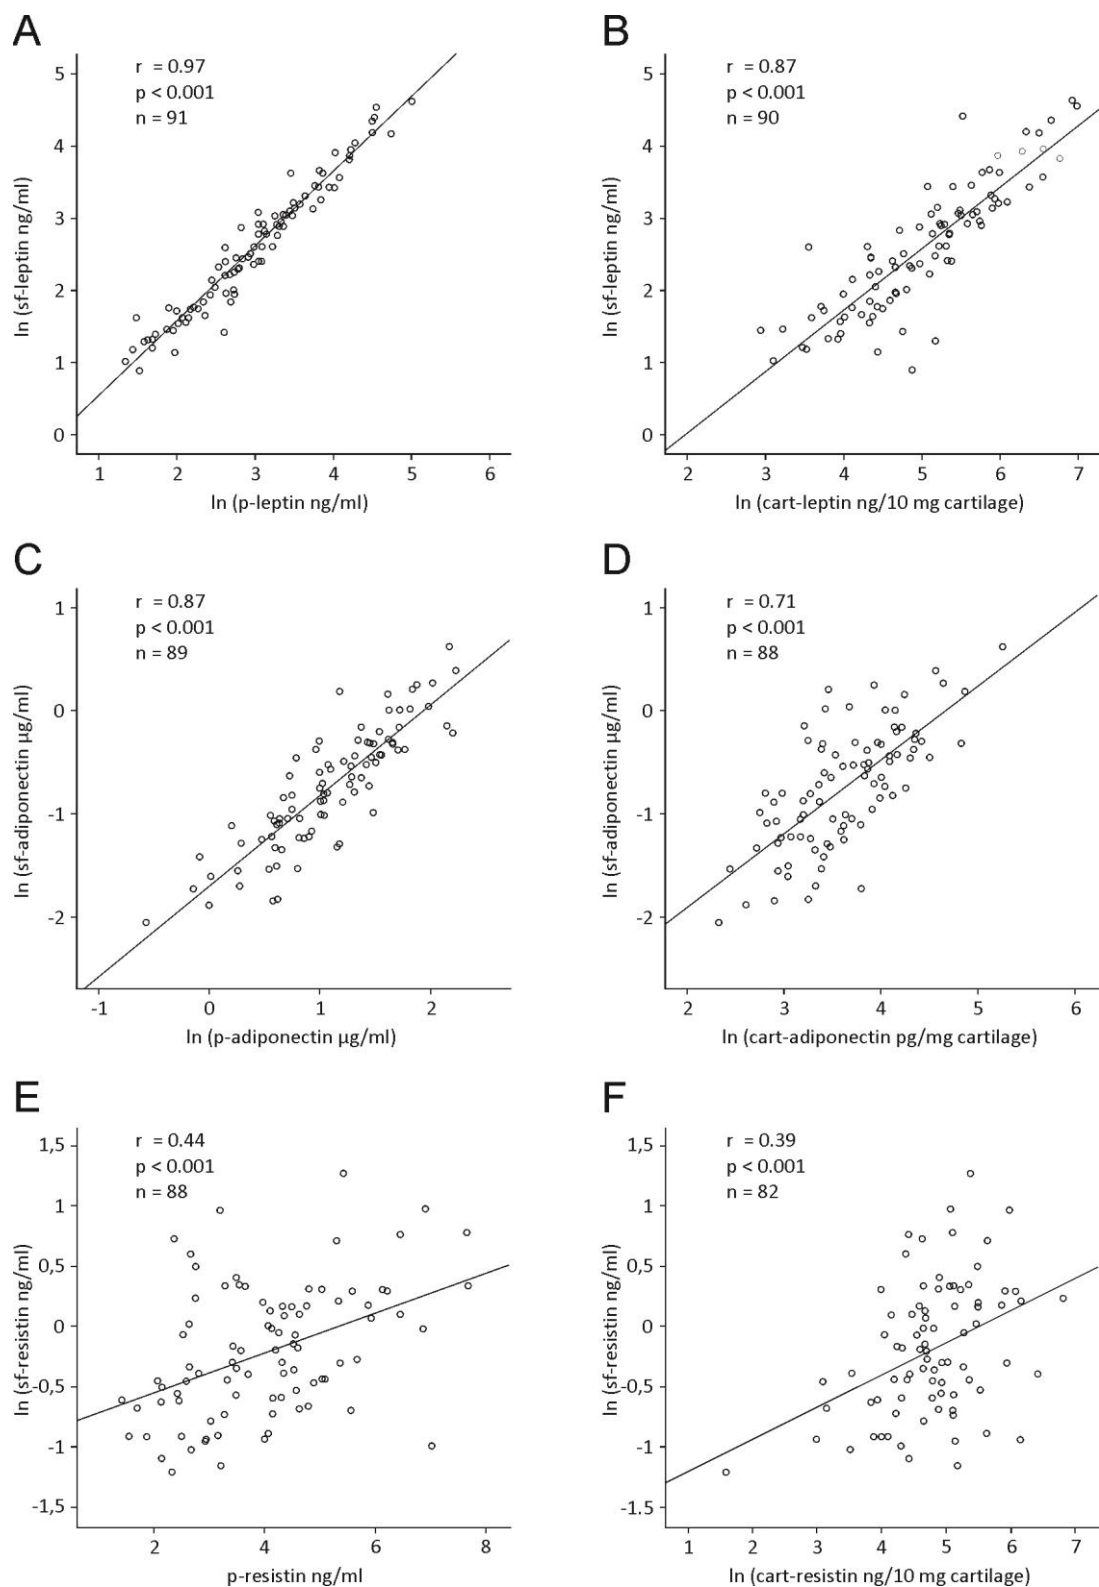 A
r = 0.97
p < 0.001
n = 91
ln (sf-leptin ng/ml)
5
4
3
2
1
0
1 2 3 4 5 6
ln (p-leptin ng/ml)
B
r = 0.87
p < 0.001
n = 90
ln (sf-leptin ng/ml)
5
4
3
2
1
0
2 3 4 5 6 7
ln (cart-leptin ng/10 mg cartilage)
C
r = 0.87
p < 0.001
n = 89
ln (sf-adiponectin µg/ml)
1
0
-1
-2
-1 0 1 2
ln (p-adiponectin µg/ml)
D
r = 0.71
p < 0.001
n = 88
ln (sf-adiponectin µg/ml)
1
0
-1
-2
2 3 4 5 6
ln (cart-adiponectin pg/mg cartilage)
E
r = 0.44
p < 0.001
n = 88
ln (sf-resistin ng/ml)
1,5
1
0,5
0
-0,5
-1
-1,5
2 4 6 8
p-resistin ng/ml
F
r = 0.39
p < 0.001
n = 82
ln (sf-resistin ng/ml)
1,5
1
0,5
0
-0,5
-1
-1,5
1 2 3 4 5 6 7
ln (cart-resistin ng/10 mg cartilage)